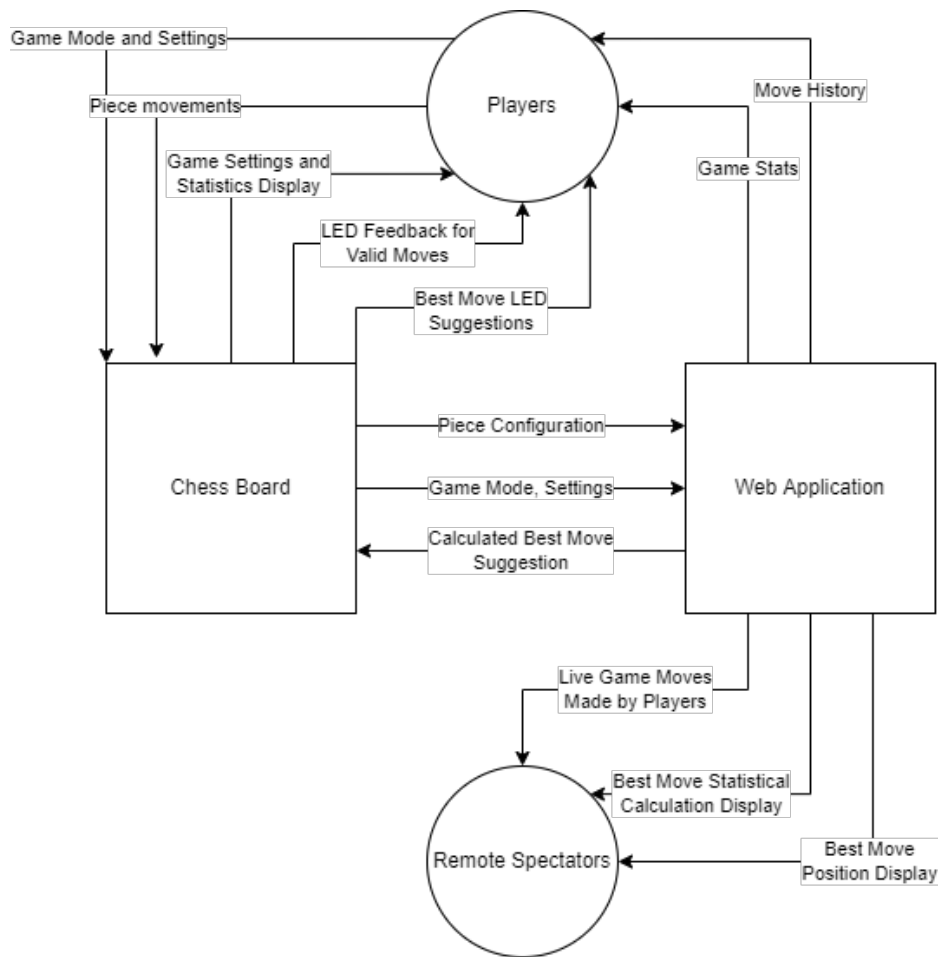 Game Mode and Settings
Players
Move History
Piece movements
Game Settings and
Statistics Display
Game Stats
LED Feedback for
Valid Moves
Best Move LED
Suggestions
Piece Configuration
Chess Board
Game Mode, Settings
Web Application
Calculated Best Move
Suggestion
Live Game Moves
Made by Players
Best Move Statistical
Calculation Display
Remote Spectators
Best Move
Position Display